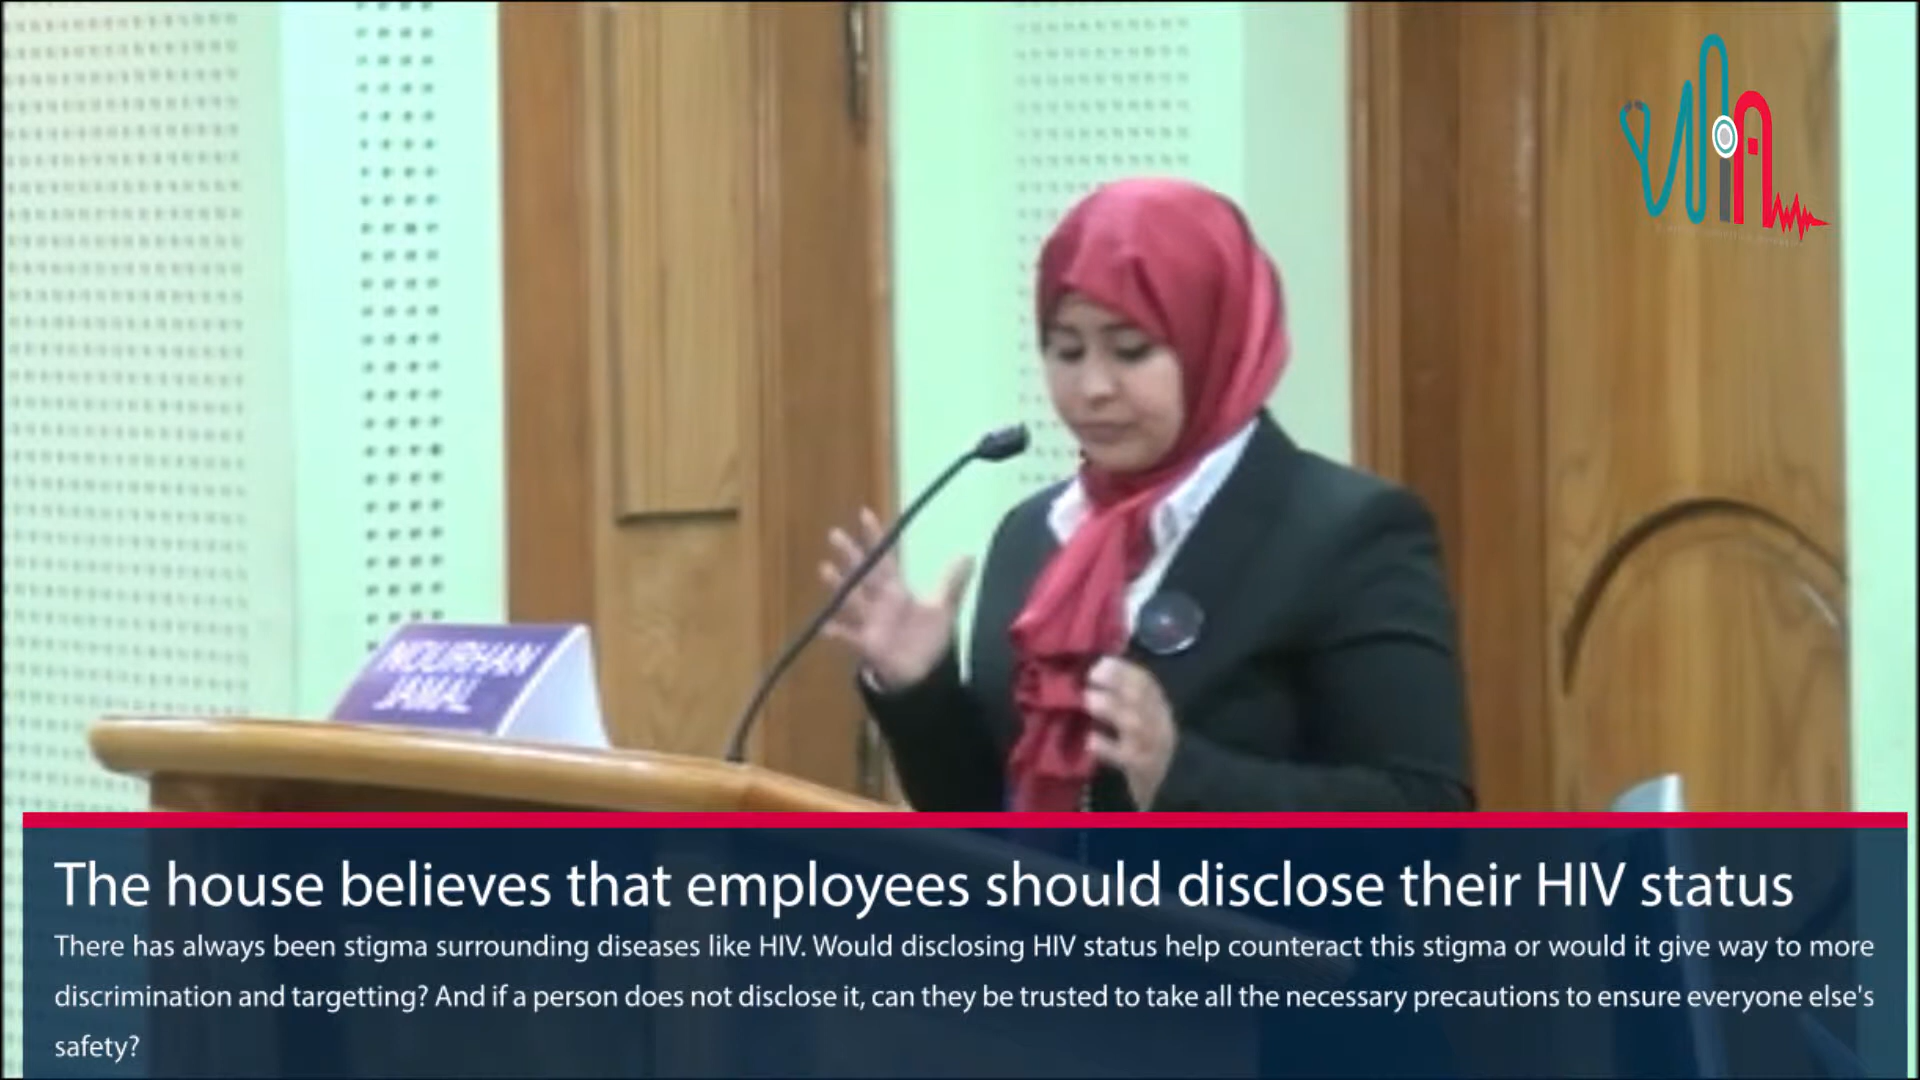 NOURHAN
JAMAL
The house believes that employees should disclose their HIV status
There has always been stigma surrounding diseases like HIV. Would disclosing HIV status help counteract this stigma or would it give way to more
discrimination and targetting? And if a person does not disclose it, can they be trusted to take all the necessary precautions to ensure everyone else's
safety?